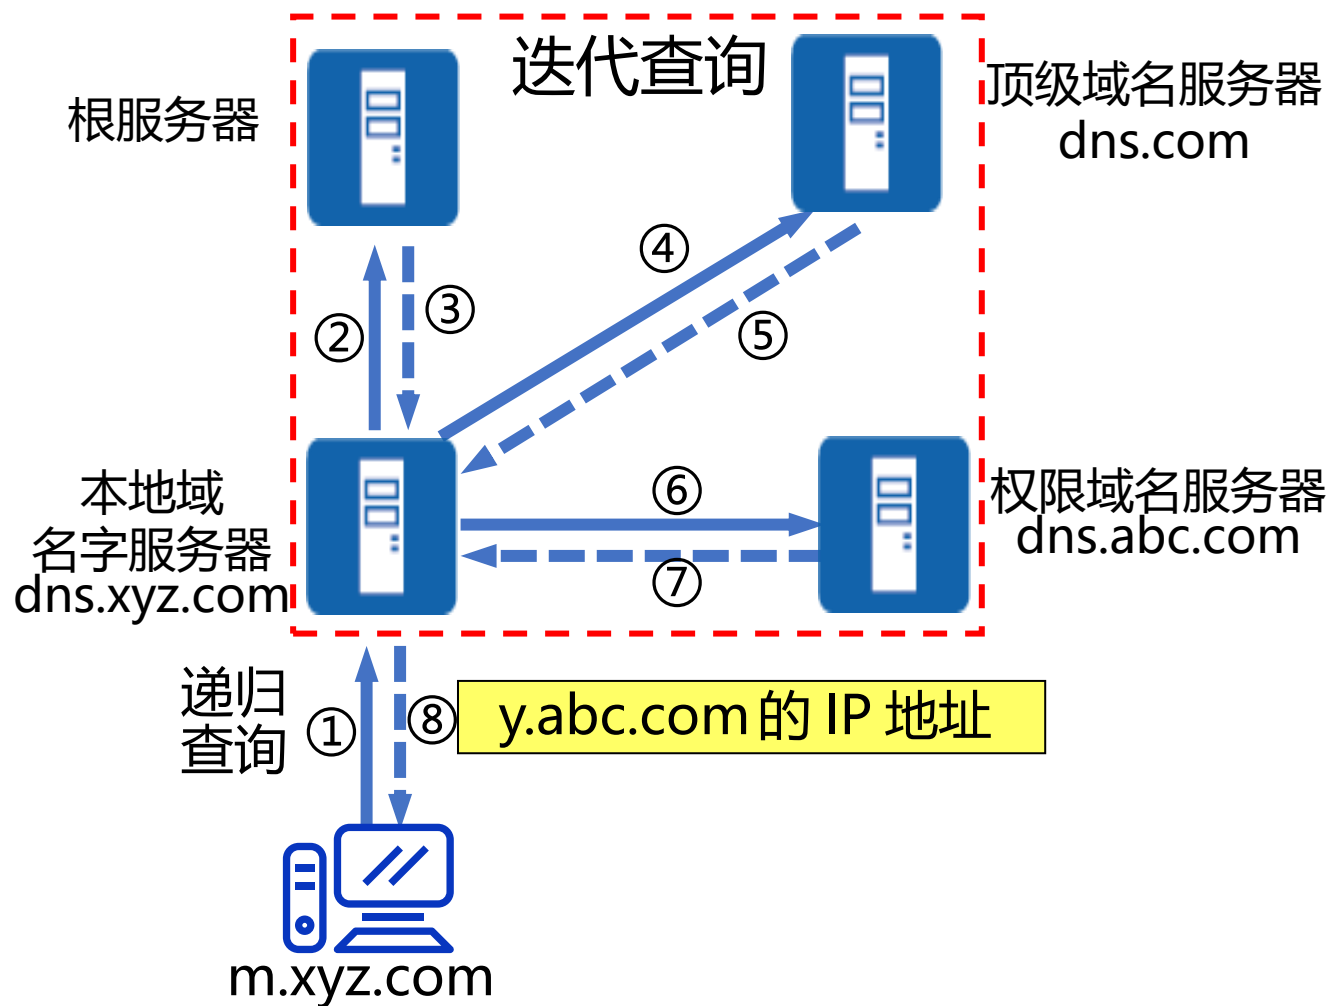 迭代查询
根服务器
顶级域名服务器
dns.com
④
③
②
⑤
本地域
名字服务器
dns.xyz.com
⑥
⑦
权限域名服务器
dns.abc.com
递归
查询
①
⑧
y.abc.com的 IP 地址
m.xyz.com